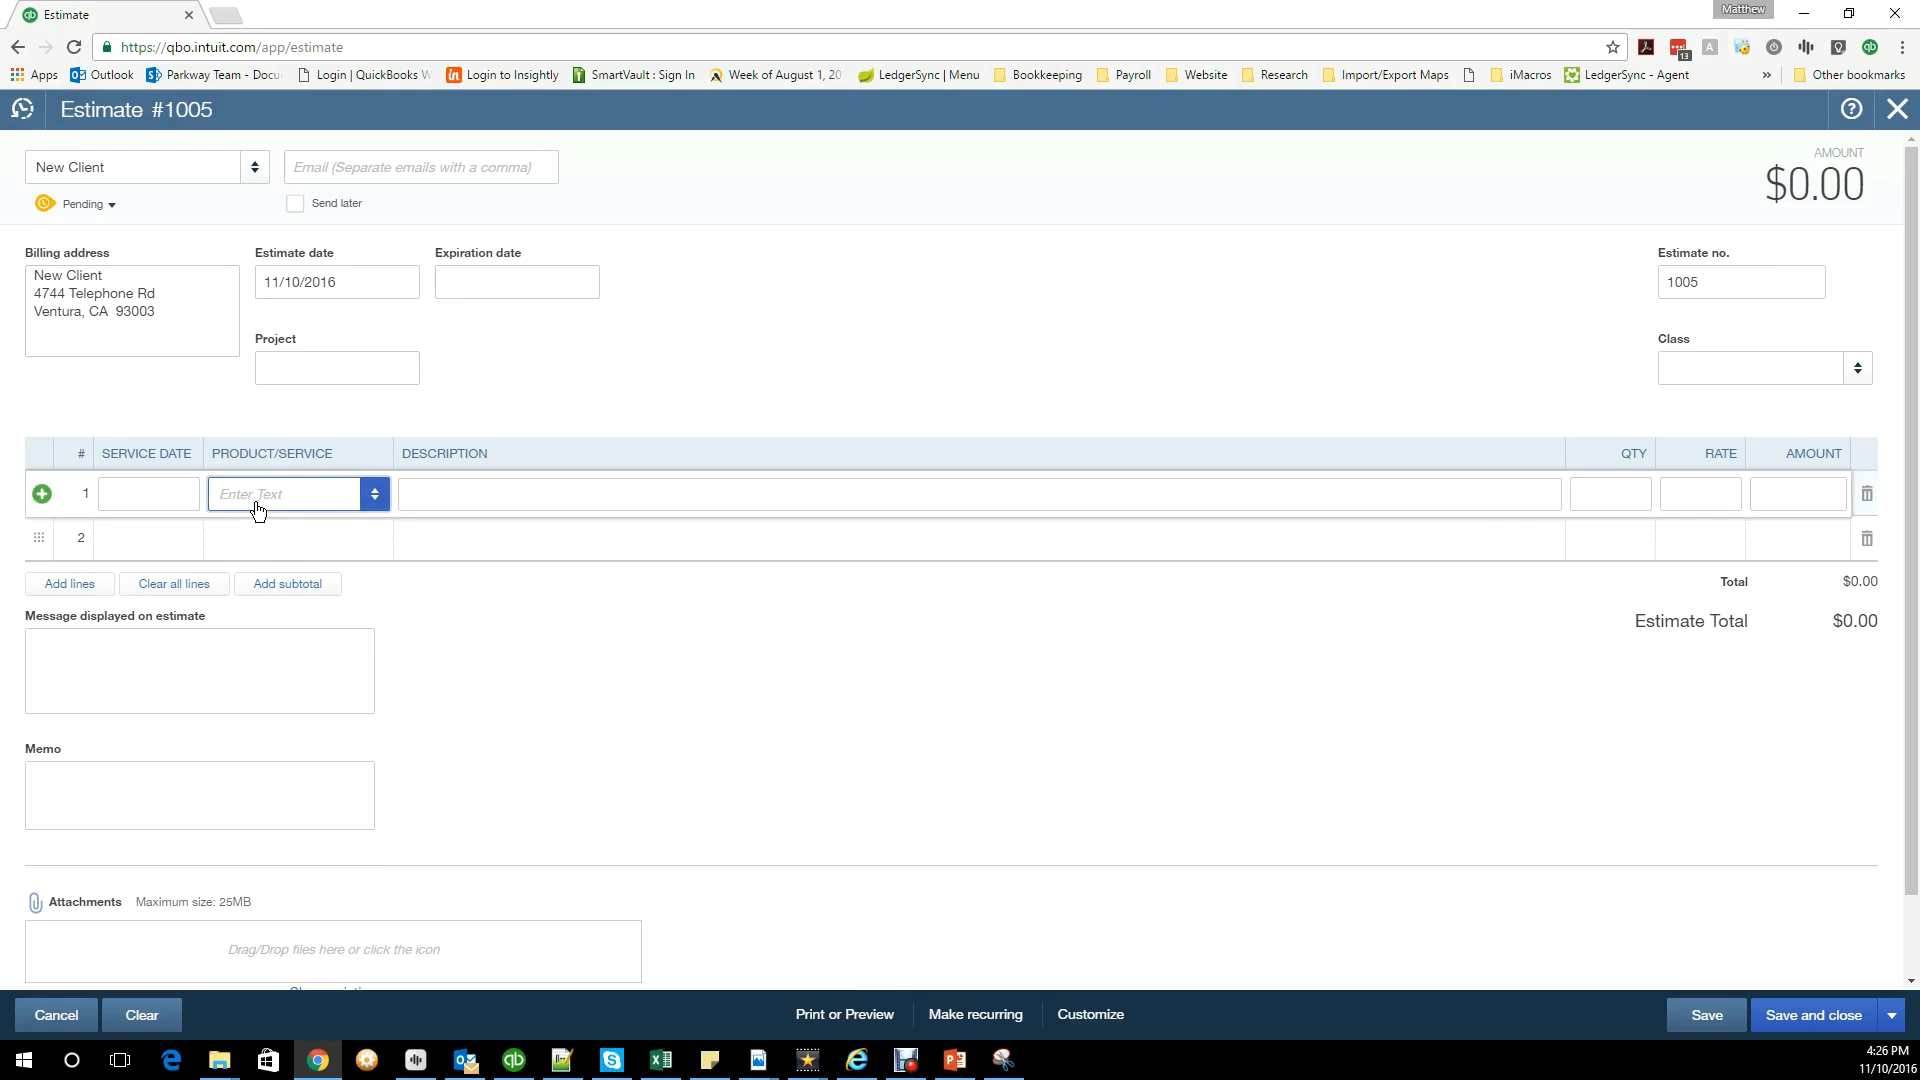 Estimate
Matthew
https://qbo.intuit.com/app/estimate
13
Apps
Outlook
Parkway Team - Docu
Login | QuickBooks W
Login to Insightly
SmartVault : Sign In
Week of August 1, 20
LedgerSync | Menu
Bookkeeping
Payroll
Website
Research
Import/Export Maps
iMacros
LedgerSync - Agent
»
Other bookmarks
Estimate #1005
New Client
Email (Separate emails with a comma)
AMOUNT
$0.00
Pending
Send later
Billing address
Estimate date
Expiration date
Estimate no.
New Client
4744 Telephone Rd
Ventura, CA 93003
11/10/2016
1005
Project
Class
# SERVICE DATE PRODUCT/SERVICE DESCRIPTION QTY RATE AMOUNT
1 Enter Text
2
Add lines
Clear all lines
Add subtotal
Total $0.00
Message displayed on estimate
Estimate Total $0.00
Memo
Attachments Maximum size: 25MB
Drag/Drop files here or click the icon
Cancel
Clear
Print or Preview
Make recurring
Customize
Save
Save and close
4:26 PM
11/10/2016